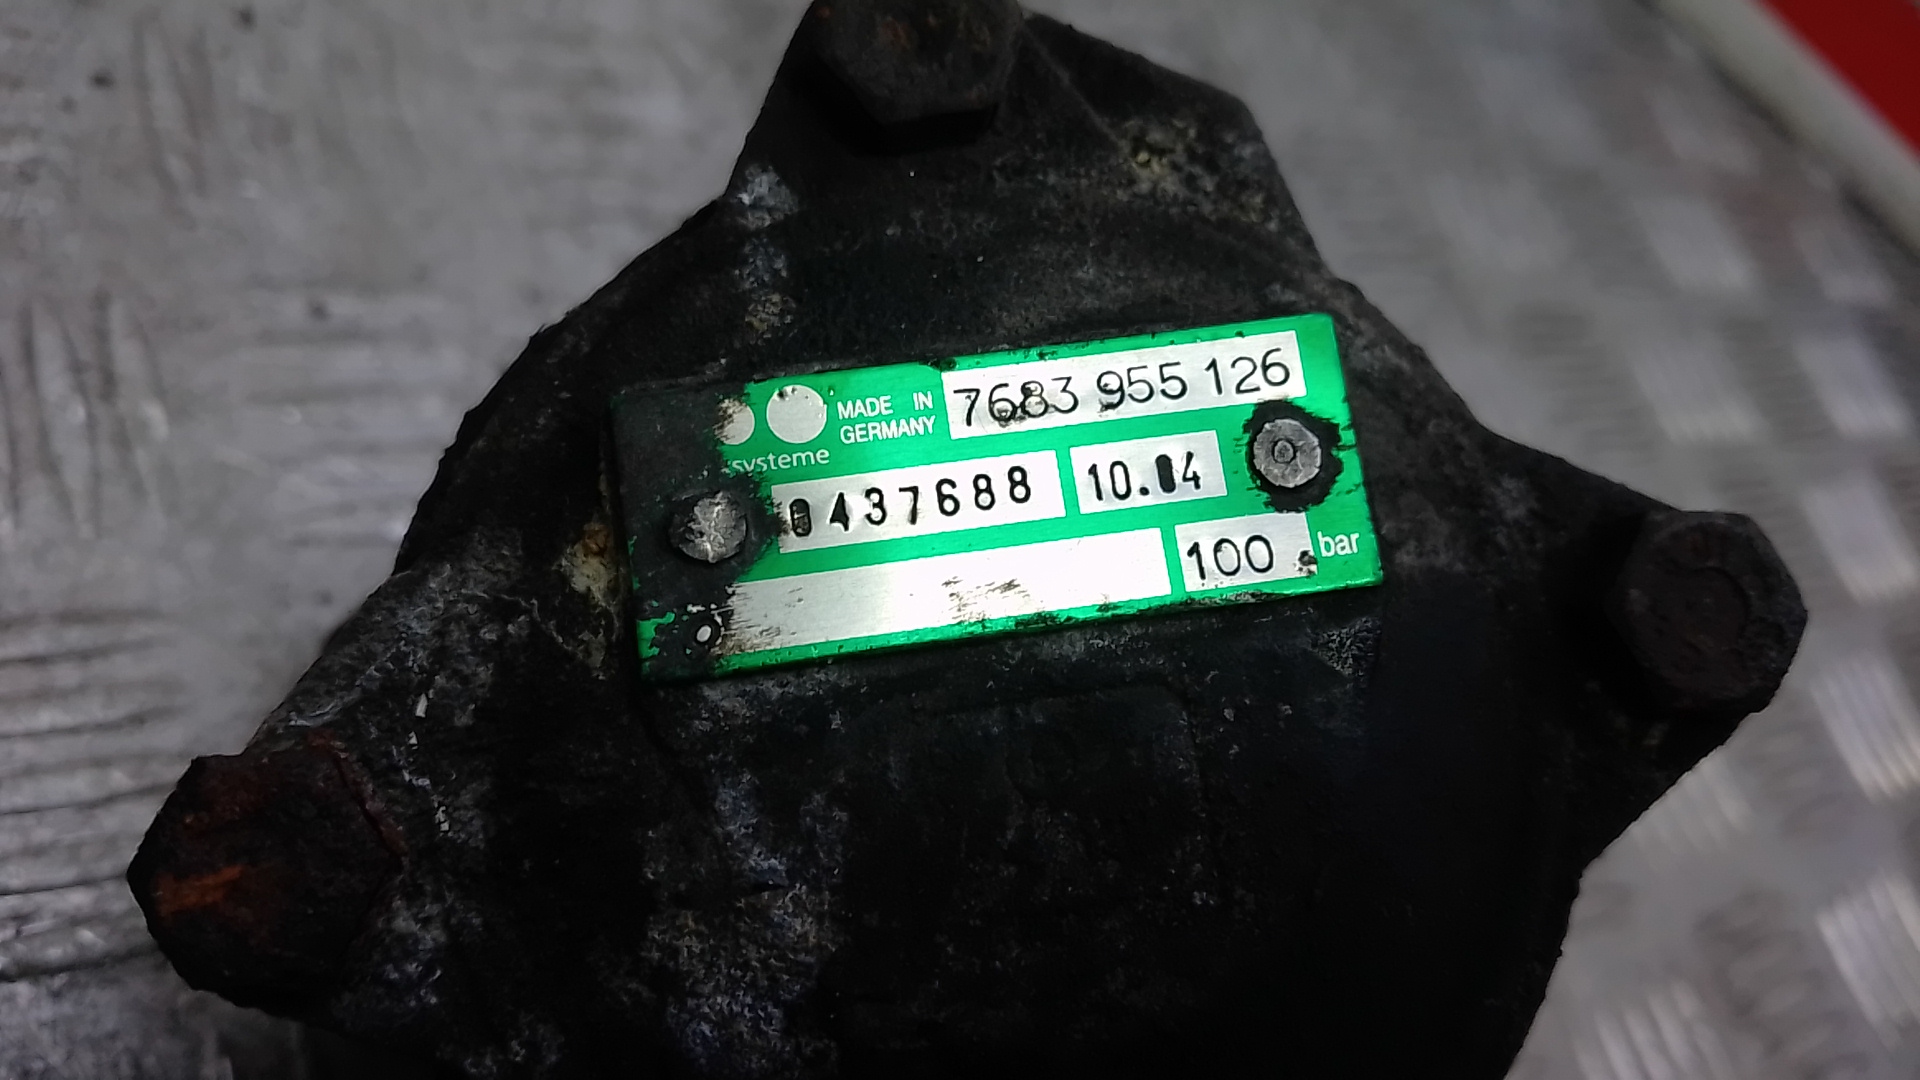 MADE IN
GERMANY
7683 955 126
systeme
0437688
10.04
100 bar